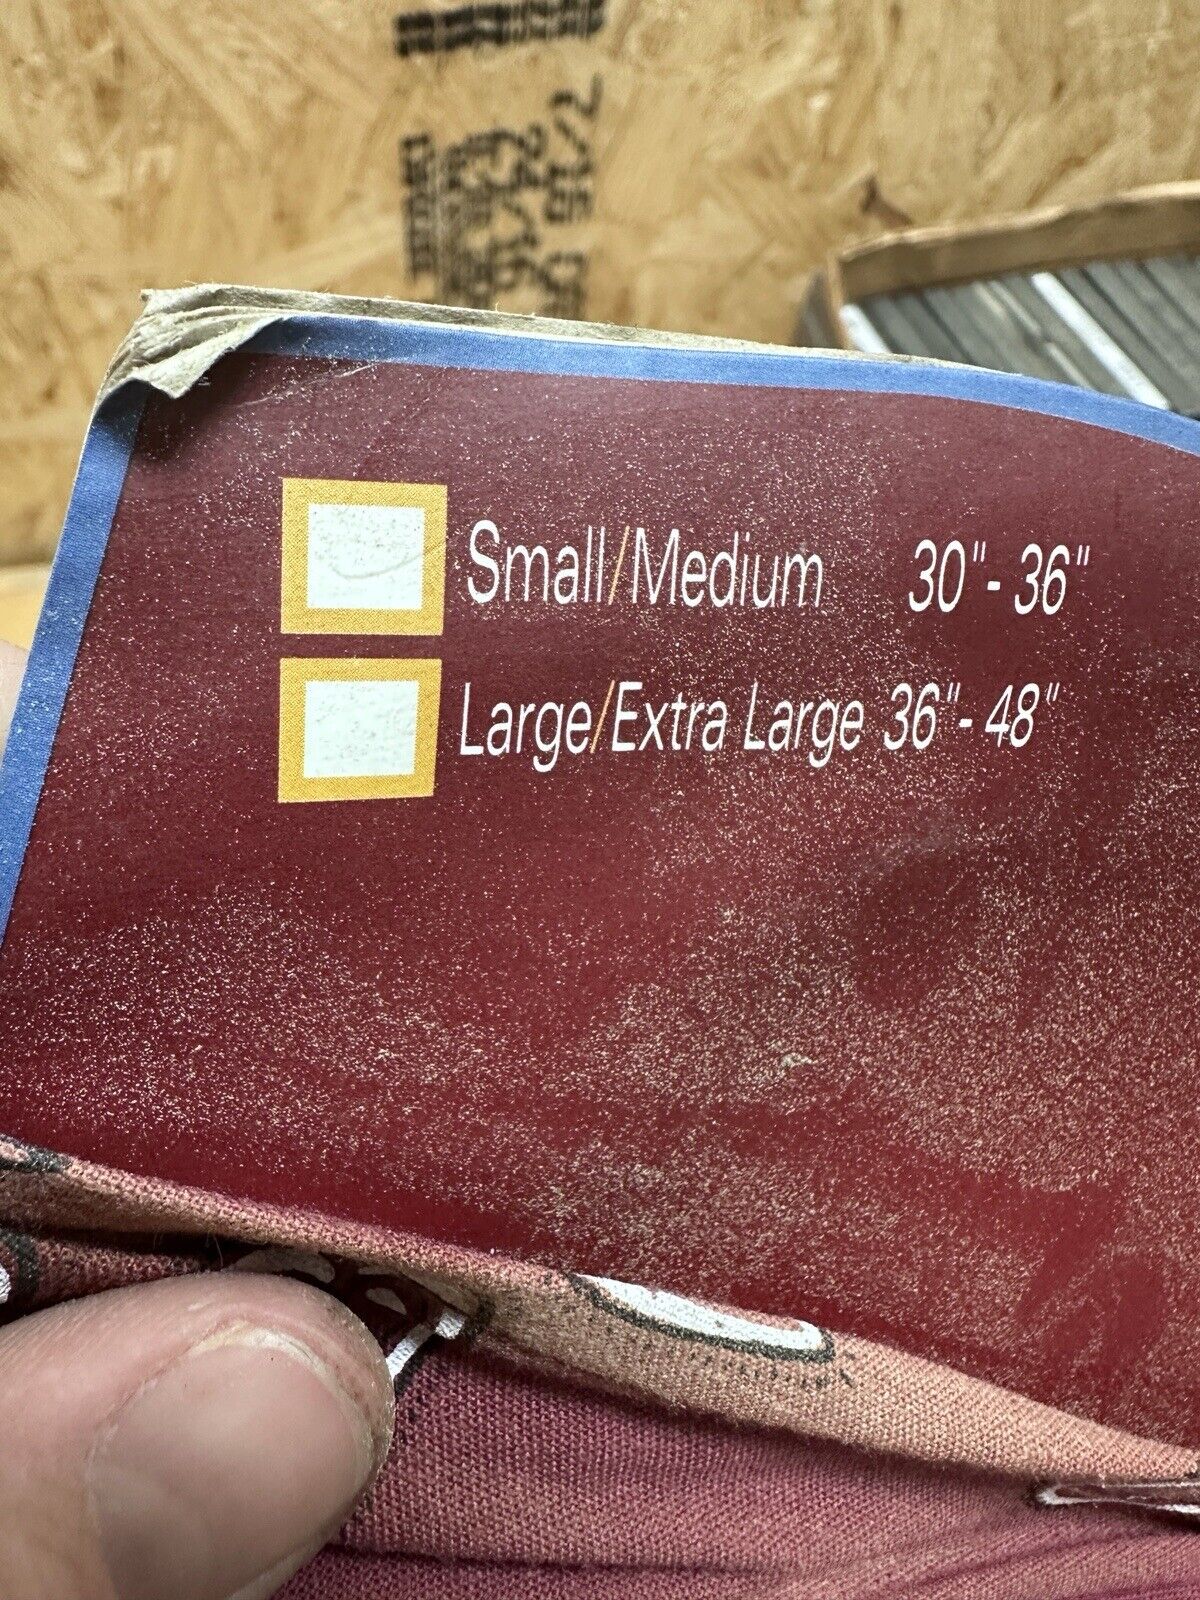 Small/Medium 30"- 36"
Large/Extra Large 36"- 48"